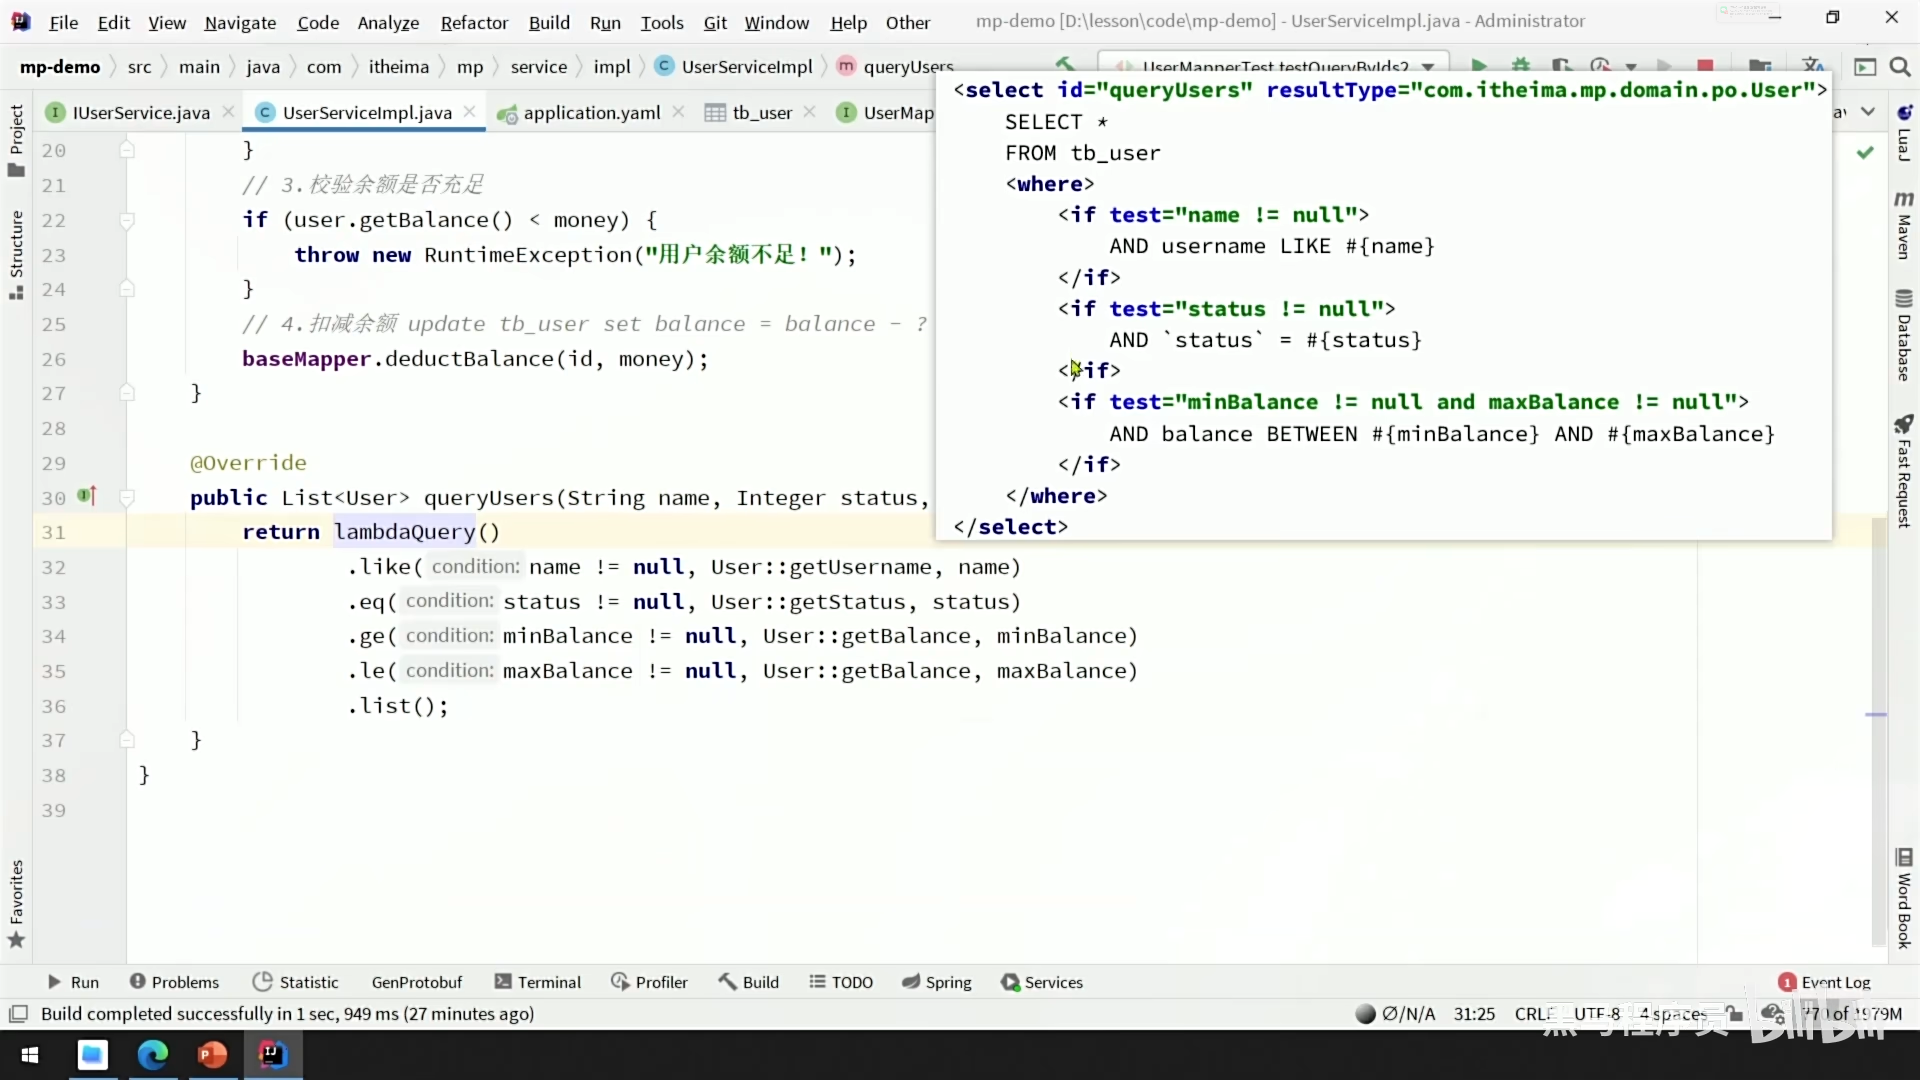 File Edit View Navigate Code Analyze Refactor Build Run Tools Git Window Help Other mp-demo [D:\lesson\code\mp-demo] - UserServiceImpl.java - Administrator
mp-demo src main java com itheima mp service impl UserServiceImpl queryUsers UserMapperTest.testQueryByIds2
IUserService.java UserServiceImpl.java application.yaml tb_user UserMap
20 }
21 // 3.校验余额是否充足
22 if (user.getBalance() < money) {
23 throw new RuntimeException("用户余额不足！");
24 }
25 // 4.扣减余额 update tb_user set balance = balance - ?
26 baseMapper.deductBalance(id, money);
27 }
28
29 @Override
30 public List<User> queryUsers(String name, Integer status,
31 return lambdaQuery()
32 .like( condition: name != null, User::getUsername, name)
33 .eq( condition: status != null, User::getStatus, status)
34 .ge( condition: minBalance != null, User::getBalance, minBalance)
35 .le( condition: maxBalance != null, User::getBalance, maxBalance)
36 .list();
37 }
38 }
39
<select id="queryUsers" resultType="com.itheima.mp.domain.po.User">
SELECT *
FROM tb_user
<where>
<if test="name != null">
AND username LIKE #{name}
</if>
<if test="status != null">
AND `status` = #{status}
</if>
<if test="minBalance != null and maxBalance != null">
AND balance BETWEEN #{minBalance} AND #{maxBalance}
</if>
</where>
</select>
Project
Structure
Favorites
LuaJ
Maven
Database
Fast Request
Word Book
Run Problems Statistic GenProtobuf Terminal Profiler Build TODO Spring Services 1 Event Log
Build completed successfully in 1 sec, 949 ms (27 minutes ago) Ø/N/A 31:25 CRLF UTF-8 4 spaces 770 of 1979M
黑马程序员 bilibili